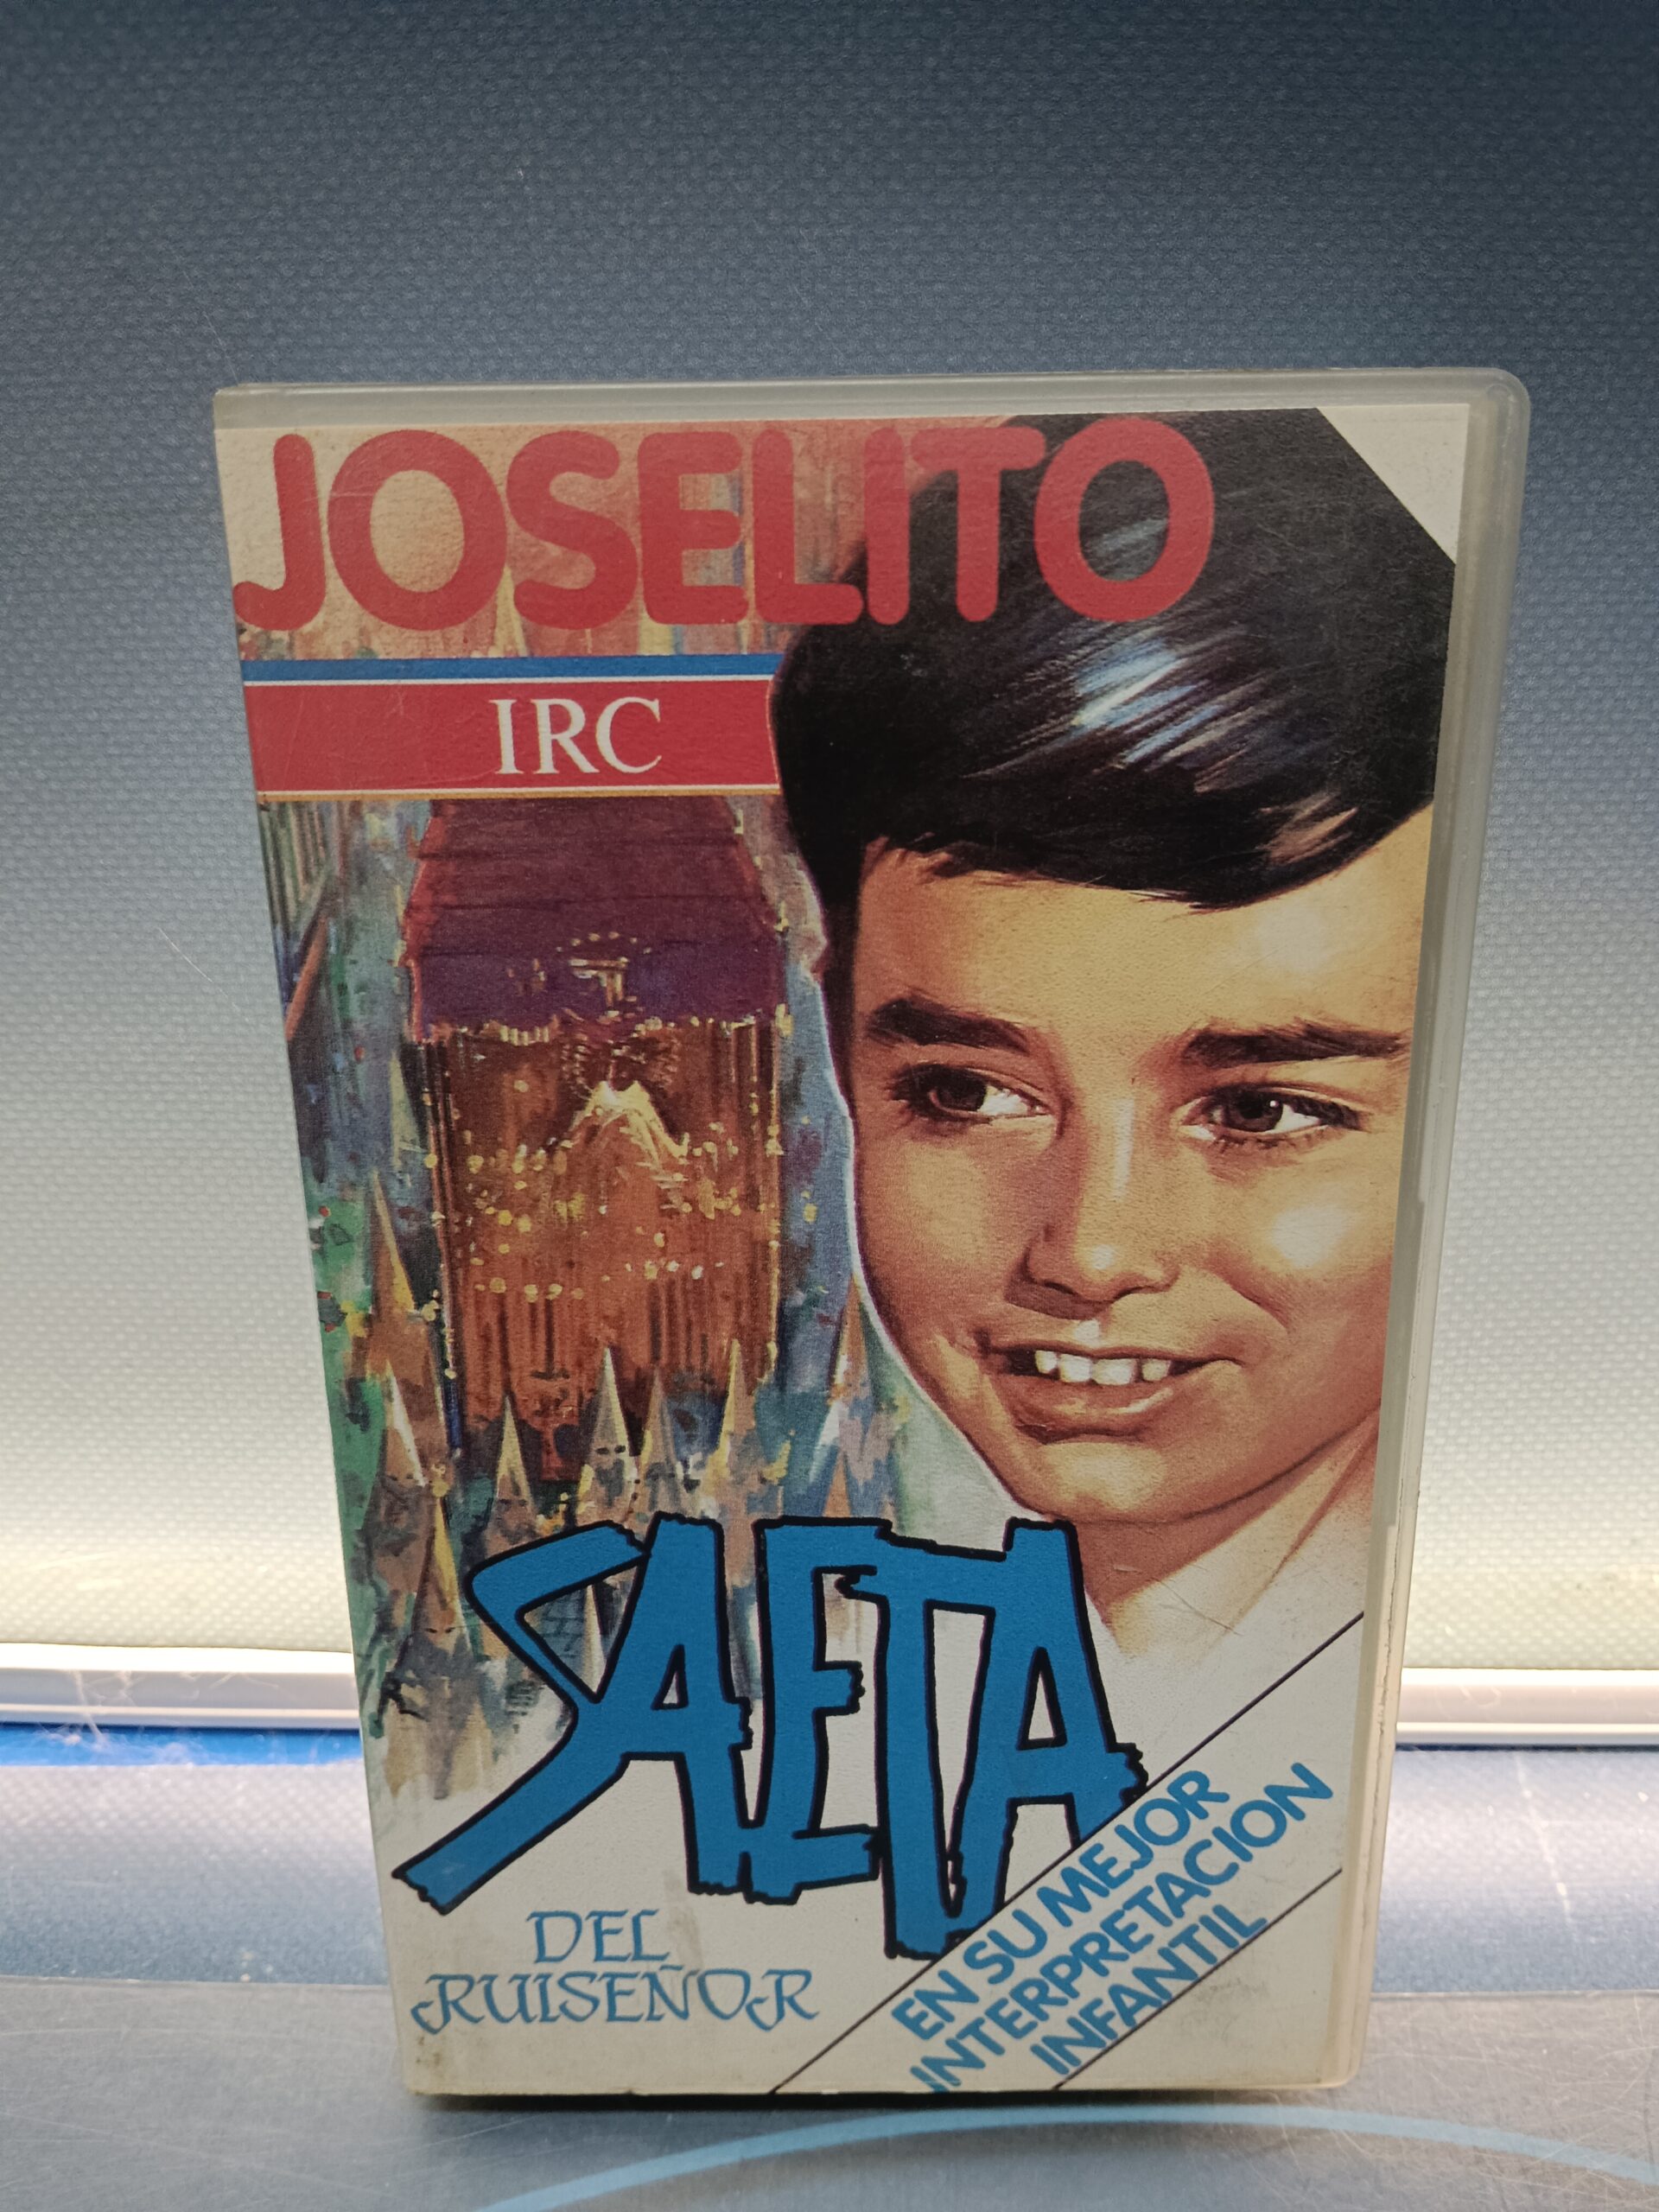 JOSELITO
IRC
SAETA
DEL
RUISEÑOR
EN SU MEJOR
INTERPRETACION
INFANTIL